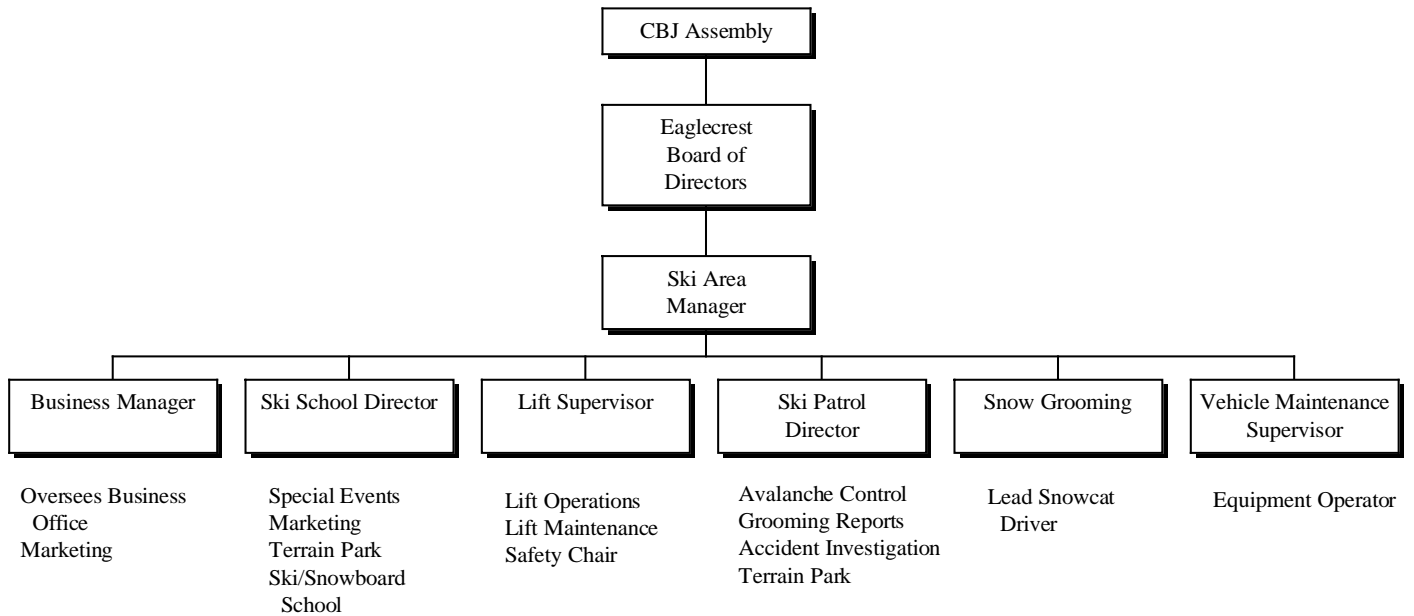 CBJ Assembly
Eaglecrest
Board of
Directors
Ski Area
Manager
Business Manager
Ski School Director
Lift Supervisor
Ski Patrol
Director
Snow Grooming
Vehicle Maintenance
Supervisor
Oversees Business
Office
Marketing
Special Events
Marketing
Terrain Park
Ski/Snowboard
School
Lift Operations
Lift Maintenance
Safety Chair
Avalanche Control
Grooming Reports
Accident Investigation
Terrain Park
Lead Snowcat
Driver
Equipment Operator